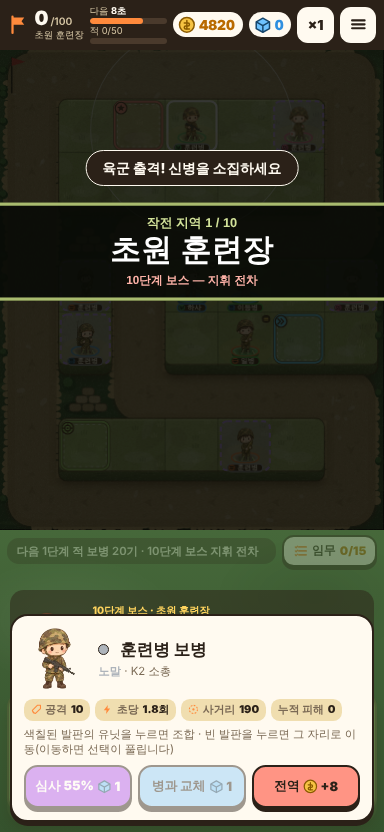 0 /100
초원 훈련장
다음 8초
적 0/50
4820
0
×1
육군 출격! 신병을 소집하세요
작전 지역 1 / 10
초원 훈련장
10단계 보스 — 지휘 전차
다음 1단계 적 보병 20기 · 10단계 보스 지휘 전차
임무 0/15
10단계 보스 · 초원 훈련장
훈련병 보병
노말 · K2 소총
공격 10
초당 1.8회
사거리 190
누적 피해 0
색칠된 발판의 유닛을 누르면 조합 · 빈 발판을 누르면 그 자리로 이
동(이동하면 선택이 풀립니다)
심사 55% 1
병과 교체 1
전역 +8